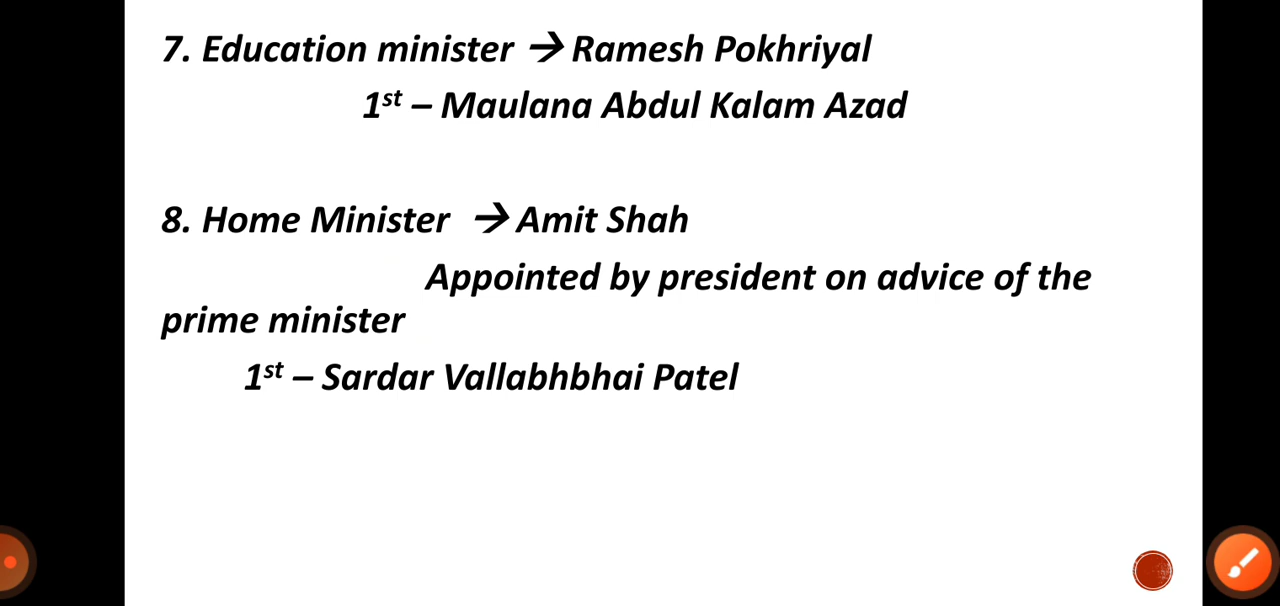 7. Education minister → Ramesh Pokhriyal
1st – Maulana Abdul Kalam Azad
8. Home Minister → Amit Shah
Appointed by president on advice of the
prime minister
1st – Sardar Vallabhbhai Patel